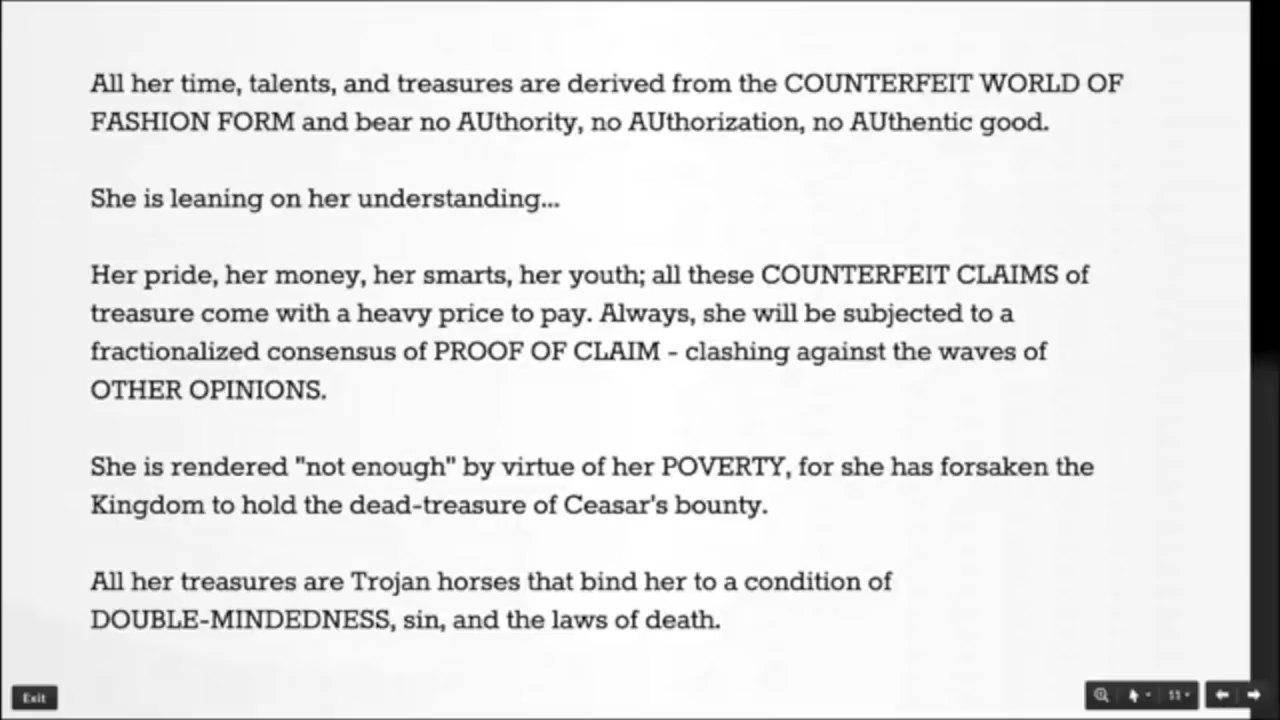 All her time, talents, and treasures are derived from the COUNTERFEIT WORLD OF
FASHION FORM and bear no AUthority, no AUthorization, no AUthentic good.
She is leaning on her understanding...
Her pride, her money, her smarts, her youth; all these COUNTERFEIT CLAIMS of
treasure come with a heavy price to pay. Always, she will be subjected to a
fractionalized consensus of PROOF OF CLAIM - clashing against the waves of
OTHER OPINIONS.
She is rendered "not enough" by virtue of her POVERTY, for she has forsaken the
Kingdom to hold the dead-treasure of Ceasar's bounty.
All her treasures are Trojan horses that bind her to a condition of
DOUBLE-MINDEDNESS, sin, and the laws of death.
Exit
11